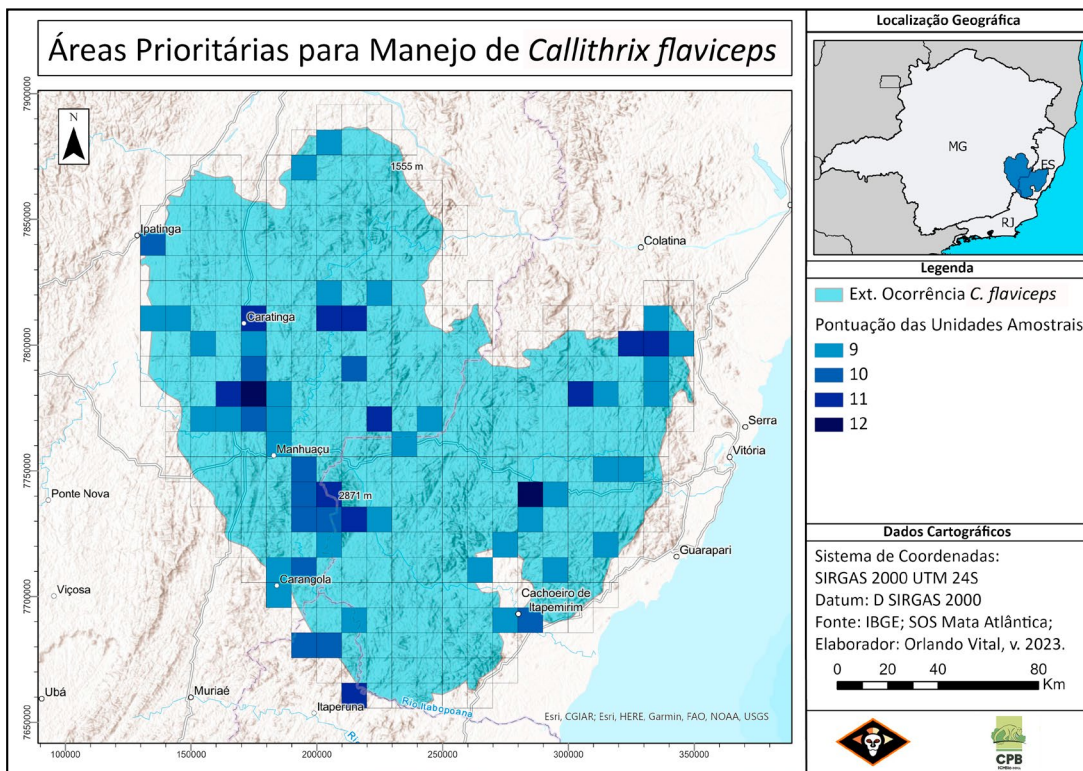 Áreas Prioritárias para Manejo de Callithrix flaviceps
N
1555 m
Ipatinga
Colatina
Caratinga
Serra
Vitória
Manhuaçu
2871 m
Ponte Nova
Guarapari
Carangola
Viçosa
Cachoeiro de
Itapemirim
Ubá
Muriaé
Itaperuna
Rio Itabopoana
Ri
Esri, CGIAR; Esri, HERE, Garmin, FAO, NOAA, USGS
7900000
7850000
7800000
7750000
7700000
7650000
100000 150000 200000 250000 300000 350000
Localização Geográfica
MG
ES
RJ
Legenda
Ext. Ocorrência C. flaviceps
Pontuação das Unidades Amostrais
9
10
11
12
Dados Cartográficos
Sistema de Coordenadas:
SIRGAS 2000 UTM 24S
Datum: D SIRGAS 2000
Fonte: IBGE; SOS Mata Atlântica;
Elaborador: Orlando Vital, v. 2023.
0 20 40 80
Km
CPB